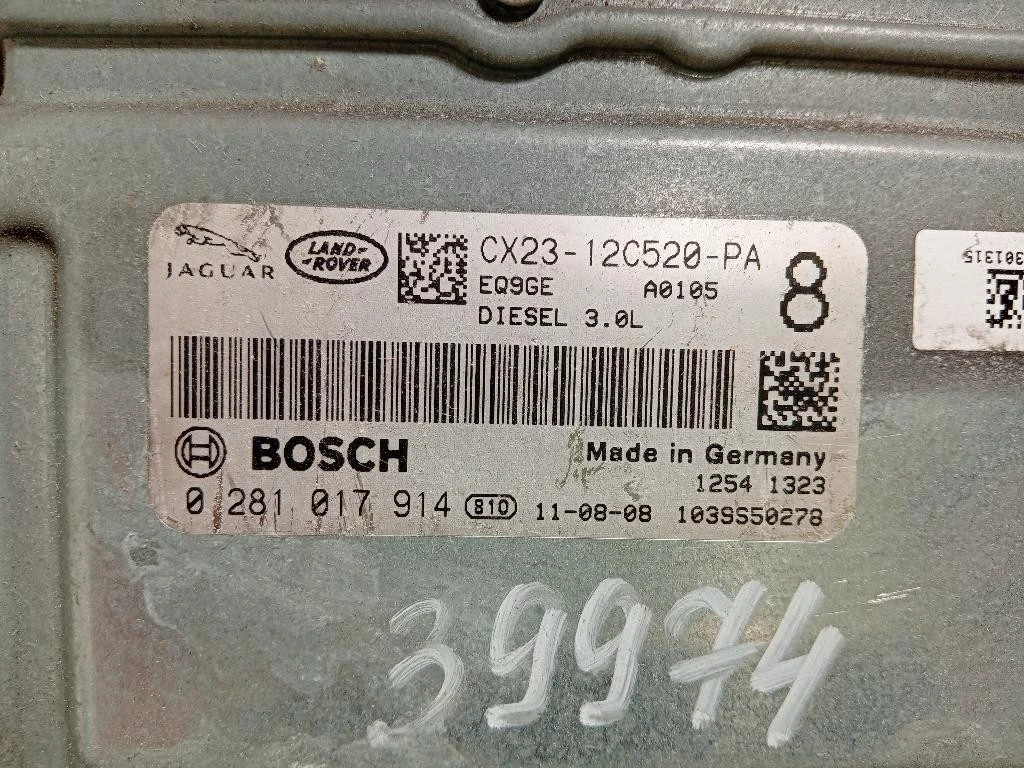 JAGUAR
LAND-
-ROVER
CX23-12C520-PA
EQ9GE A0105
DIESEL 3.0L
8
301315
BOSCH
Made in Germany
1254 1323
0 281 017 914 810 11-08-08 1039S50278
39974